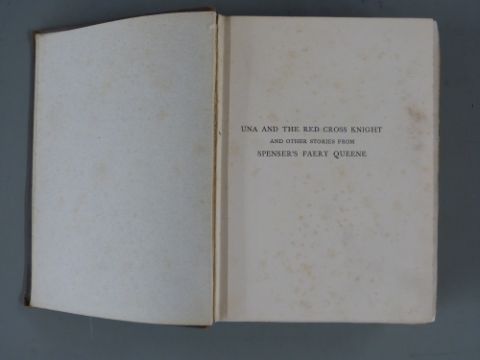 UNA AND THE RED CROSS KNIGHT
AND OTHER STORIES FROM
SPENSER'S FAERY QUEENE